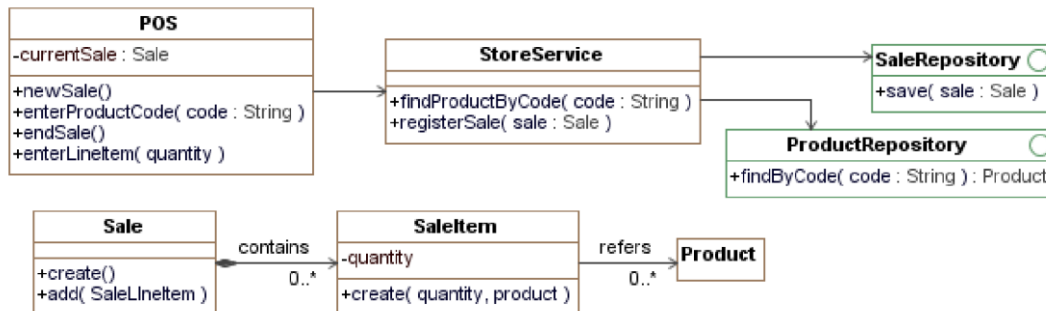 POS
-currentSale : Sale
+newSale()
+enterProductCode( code : String )
+endSale()
+enterLineItem( quantity )
StoreService
+findProductByCode( code : String )
+registerSale( sale : Sale )
SaleRepository
+save( sale : Sale )
ProductRepository
+findByCode( code : String ) : Product
Sale
+create()
+add( SaleLIneItem )
contains
0..*
SaleItem
-quantity
+create( quantity, product )
refers
0..*
Product